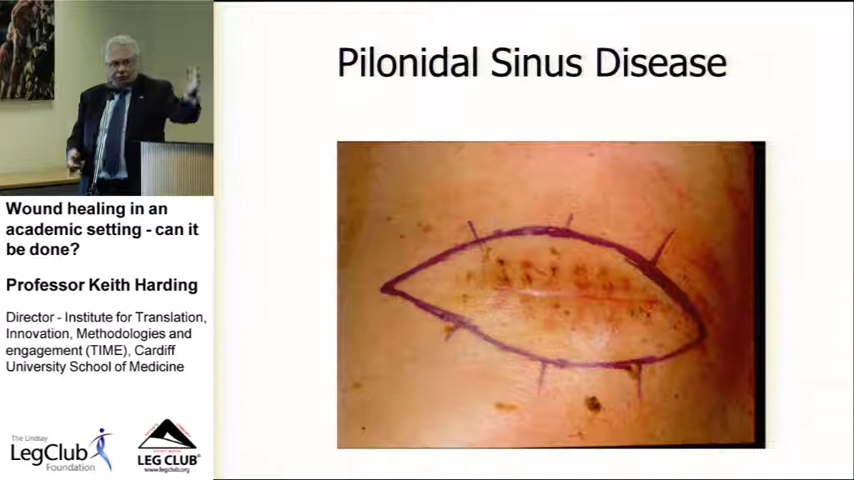 Pilonidal Sinus Disease
Wound healing in an
academic setting - can it
be done?
Professor Keith Harding
Director - Institute for Translation,
Innovation, Methodologies and
engagement (TIME), Cardiff
University School of Medicine
The Lindsay
LegClub
Foundation
LEG CLUB®
www.legclub.org